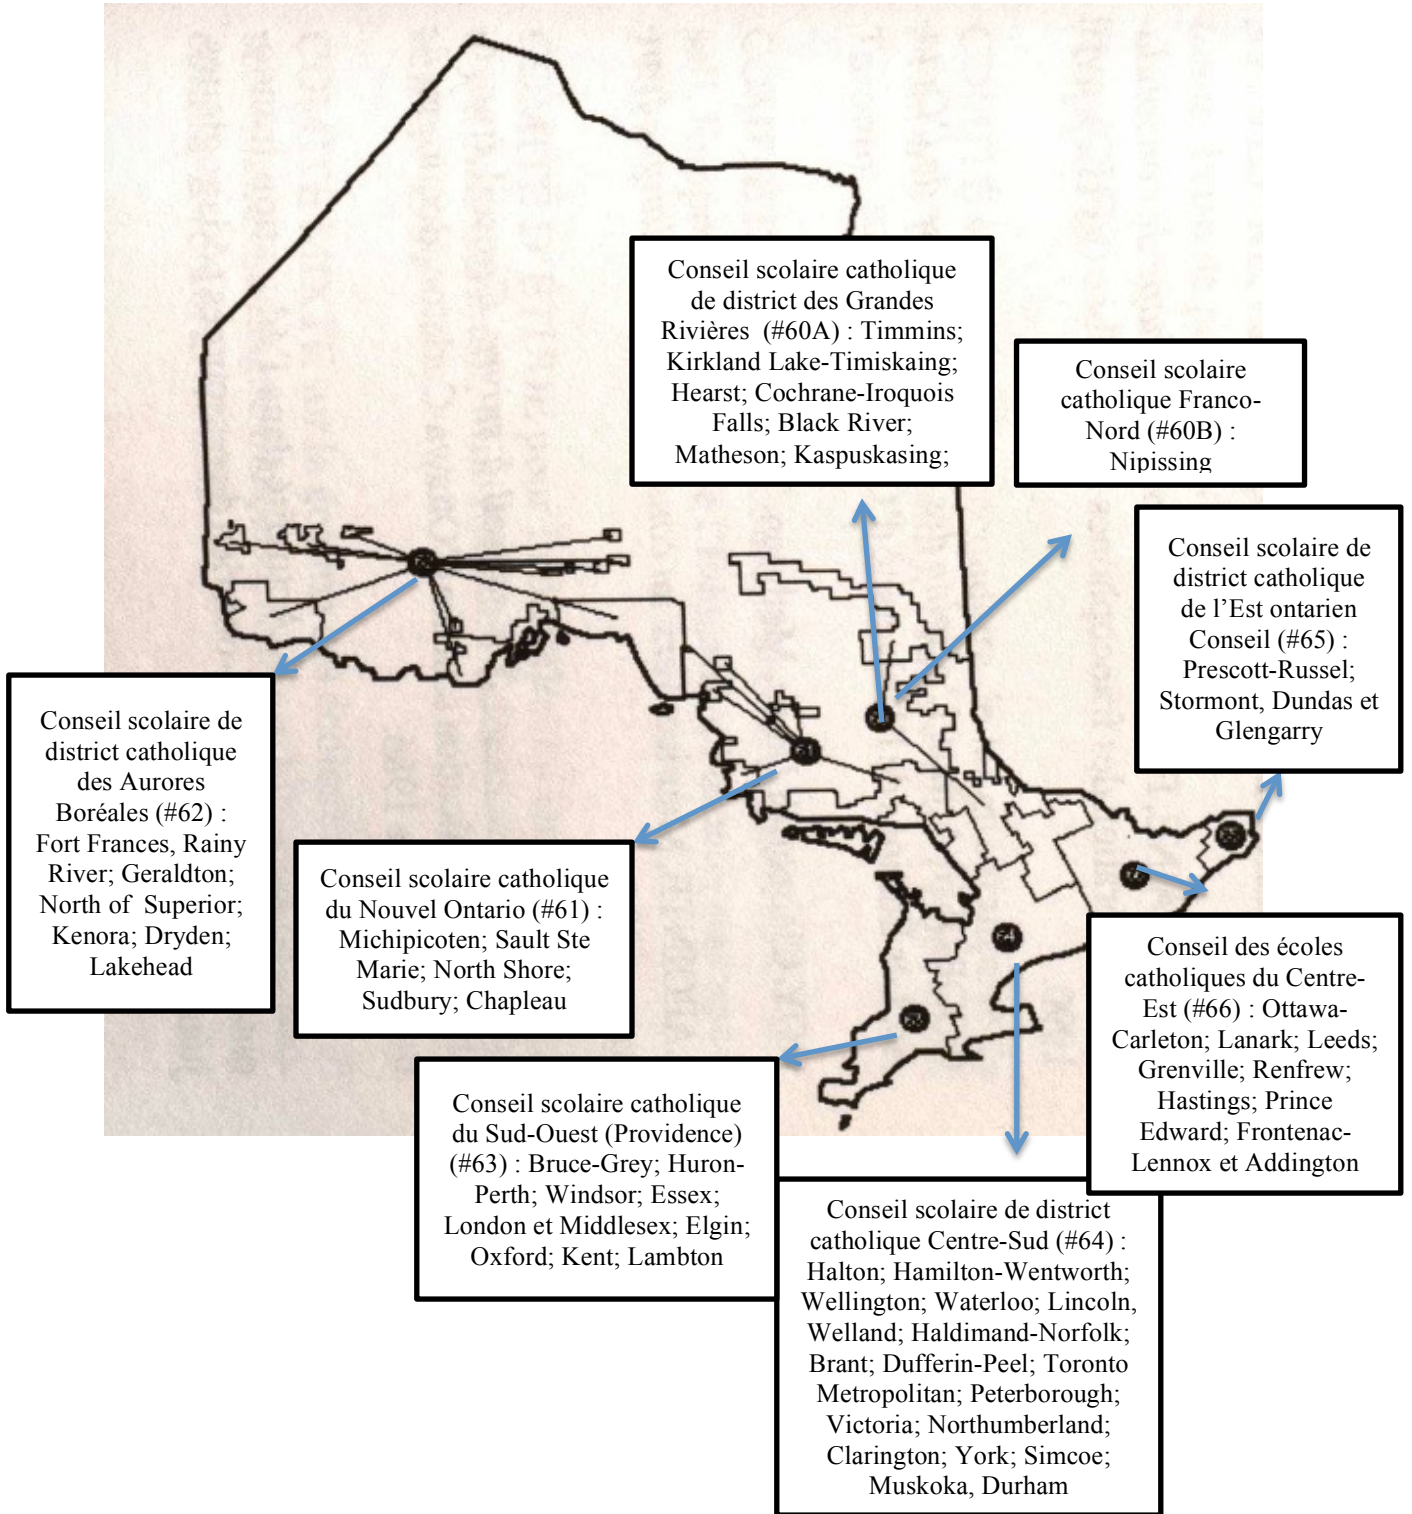 Conseil scolaire catholique
de district des Grandes
Rivières (#60A) : Timmins;
Kirkland Lake-Timiskaing;
Hearst; Cochrane-Iroquois
Falls; Black River;
Matheson; Kaspuskasing;
Conseil scolaire
catholique Franco-
Nord (#60B) :
Nipissing
Conseil scolaire de
district catholique
de l'Est ontarien
Conseil (#65) :
Prescott-Russel;
Stormont, Dundas et
Glengarry
Conseil scolaire de
district catholique
des Aurores
Boréales (#62) :
Fort Frances, Rainy
River; Geraldton;
North of Superior;
Kenora; Dryden;
Lakehead
Conseil scolaire catholique
du Nouvel Ontario (#61) :
Michipicoten; Sault Ste
Marie; North Shore;
Sudbury; Chapleau
Conseil des écoles
catholiques du Centre-
Est (#66) : Ottawa-
Carleton; Lanark; Leeds;
Grenville; Renfrew;
Hastings; Prince
Edward; Frontenac-
Lennox et Addington
Conseil scolaire catholique
du Sud-Ouest (Providence)
(#63) : Bruce-Grey; Huron-
Perth; Windsor; Essex;
London et Middlesex; Elgin;
Oxford; Kent; Lambton
Conseil scolaire de district
catholique Centre-Sud (#64) :
Halton; Hamilton-Wentworth;
Wellington; Waterloo; Lincoln,
Welland; Haldimand-Norfolk;
Brant; Dufferin-Peel; Toronto
Metropolitan; Peterborough;
Victoria; Northumberland;
Clarington; York; Simcoe;
Muskoka, Durham